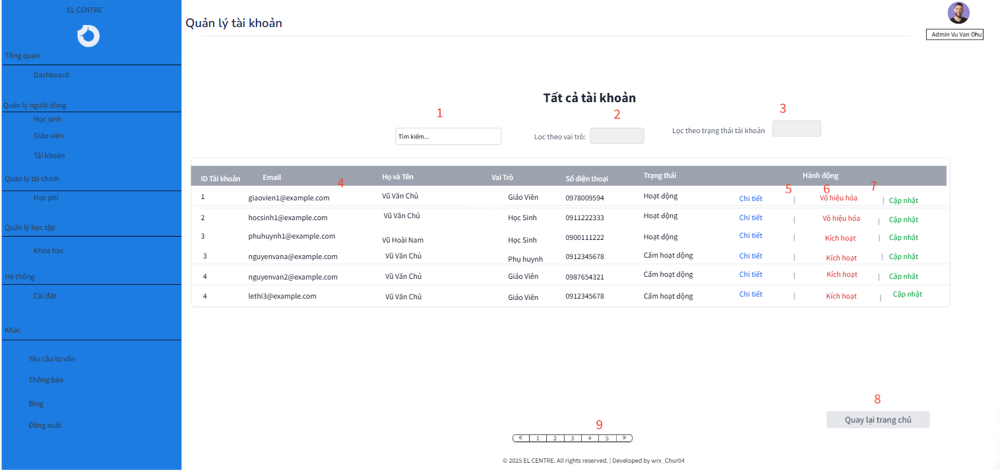 EL CENTRE
Tổng quan
Dashboard
Quản lý người dùng
Học sinh
Giáo viên
Tài khoản
Quản lý tài chính
Học phí
Quản lý học tập
Khóa học
Hệ thống
Cài đặt
Khác
Yêu cầu tư vấn
Thông báo
Blog
Đăng xuất
Quản lý tài khoản
Admin Vu Van Chu
Tất cả tài khoản
1 2 3
Tìm kiếm... Lọc theo vai trò: Lọc theo trạng thái tài khoản
ID Tài khoản Email 4 Họ và Tên Vai Trò Số điện thoại Trạng thái Hành động
5 6 7
1 giaovien1@example.com Vũ Văn Chủ Giáo Viên 0978009594 Hoạt động Chi tiết | Vô hiệu hóa | Cập nhật
2 hocsinh1@example.com Vũ Văn Chủ Học Sinh 0911222333 Hoạt động Chi tiết | Vô hiệu hóa | Cập nhật
3 phuhuynh1@example.com Vũ Hoài Nam Học Sinh 0900111222 Hoạt động Chi tiết | Kích hoạt | Cập nhật
3 nguyenvana@example.com Vũ Văn Chủ Phụ huynh 0912345678 Cấm hoạt động Chi tiết | Kích hoạt | Cập nhật
4 nguyenvan2@example.com Vũ Văn Chủ Giáo Viên 0987654321 Cấm hoạt động Chi tiết | Kích hoạt | Cập nhật
4 lethi3@example.com Vũ Văn Chủ Giáo Viên 0912345678 Cấm hoạt động Chi tiết | Kích hoạt | Cập nhật
8
Quay lại trang chủ
9
« 1 2 3 4 5 »
© 2025 EL CENTRE. All rights reserved. | Developed by wrx_Chur04